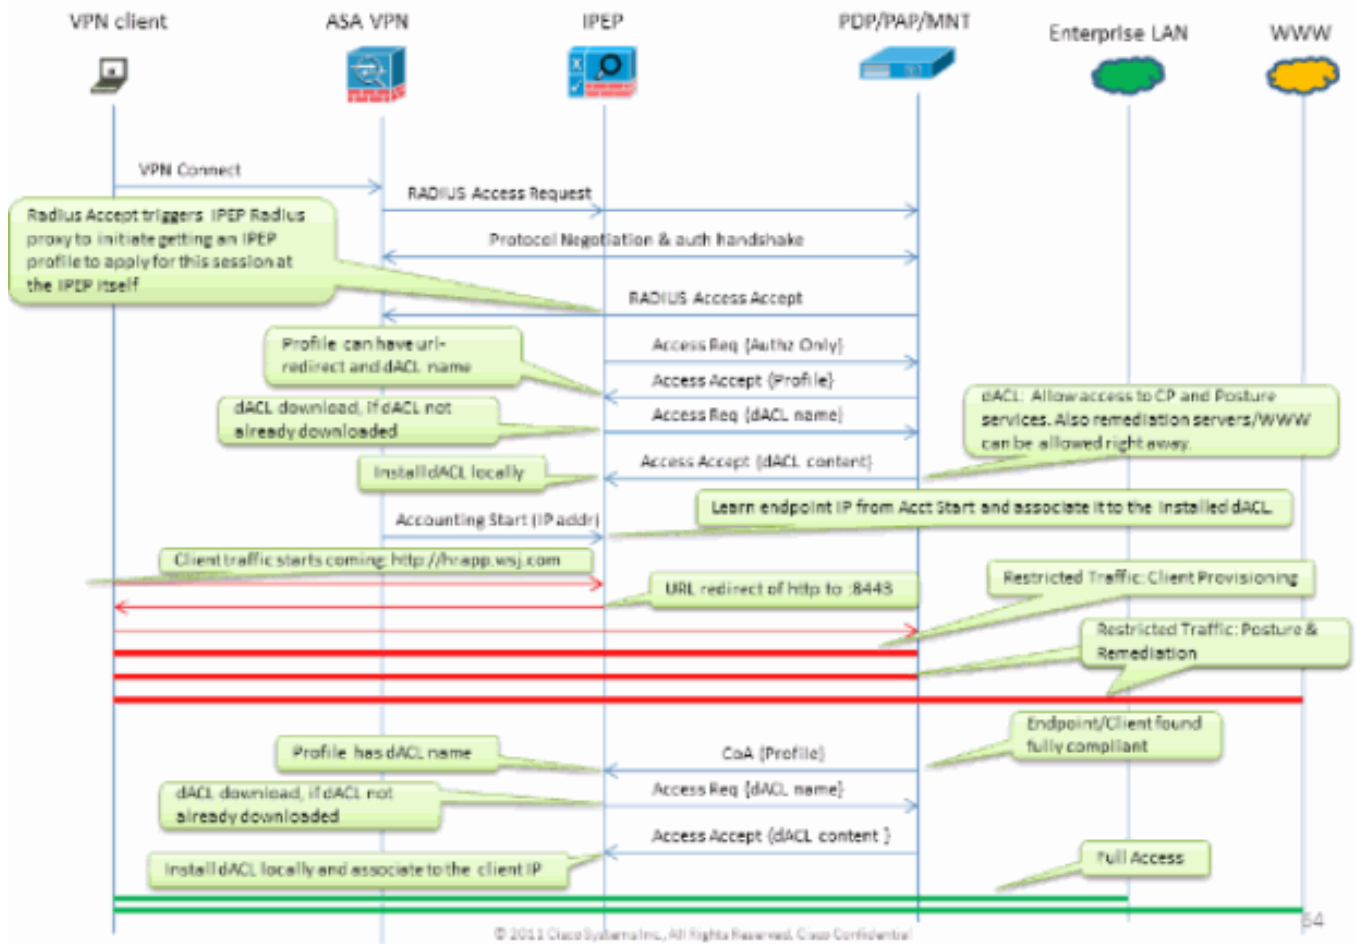 VPN client
ASA VPN
IPEP
PDP/PAP/MNT
Enterprise LAN
WWW
VPN Connect
RADIUS Access Request
Radius Accept triggers IPEP Radius
proxy to initiate getting an IPEP
profile to apply for this session at
the IPEP itself
Protocol Negotiation & auth handshake
RADIUS Access Accept
Profile can have url-
redirect and dACL name
Access Req {Authz Only}
Access Accept {Profile}
dACL download, if dACL not
already downloaded
Access Req {dACL name}
dACL: Allow access to CP and Posture
services. Also remediation servers/WWW
can be allowed right away.
Install dACL locally
Access Accept {dACL content}
Learn endpoint IP from Acct Start and associate it to the installed dACL.
Accounting Start (IP addr)
Client traffic starts coming: http://hrapp.wsj.com
URL redirect of http to :8443
Restricted Traffic: Client Provisioning
Restricted Traffic: Posture &
Remediation
Endpoint/Client found
fully compliant
Profile has dACL name
CoA {Profile}
dACL download, if dACL not
already downloaded
Access Req {dACL name}
Access Accept {dACL content }
Install dACL locally and associate to the client IP
Full Access
64
© 2011 Cisco Systems Inc., All Rights Reserved. Cisco Confidential